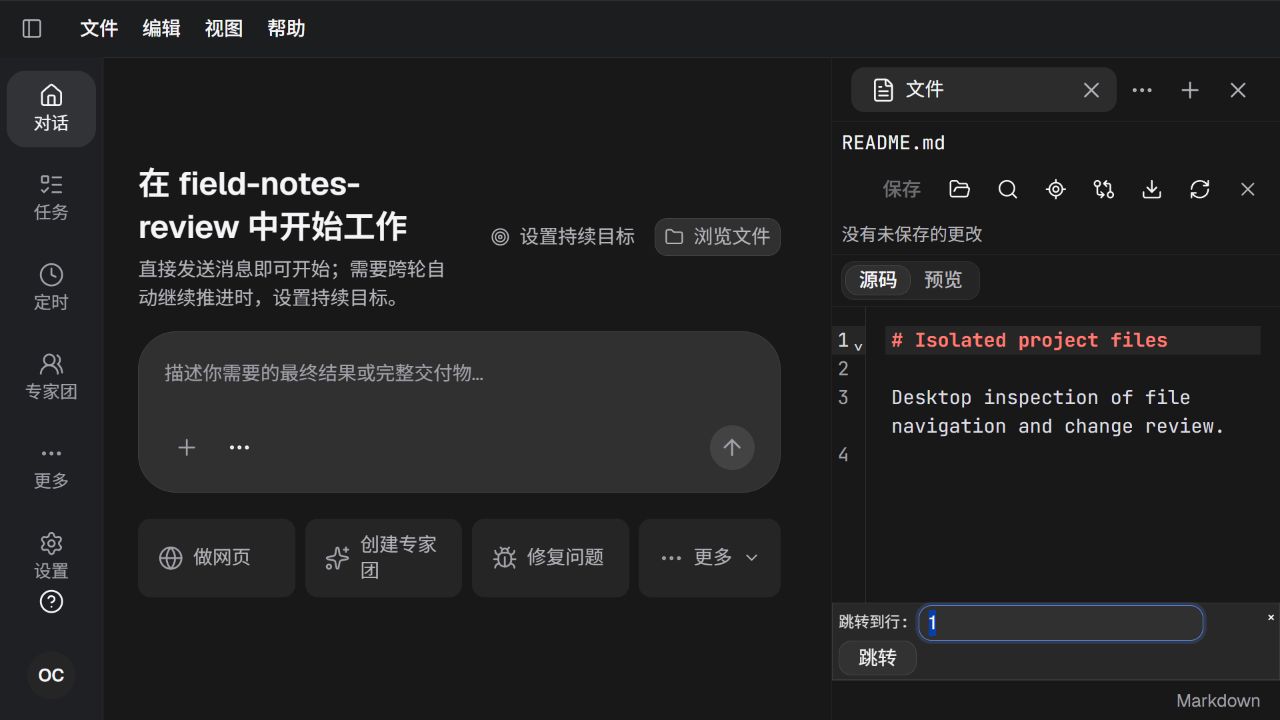 文件 编辑 视图 帮助
对话
任务
定时
专家团
更多
设置
OC
在 field-notes-
review 中开始工作
直接发送消息即可开始；需要跨轮自
动继续推进时，设置持续目标。
设置持续目标
浏览文件
描述你需要的最终结果或完整交付物...
做网页
创建专家
团
修复问题
更多
文件
README.md
保存
没有未保存的更改
源码 预览
1 # Isolated project files
2
3 Desktop inspection of file
navigation and change review.
4
跳转到行： 1
跳转
Markdown